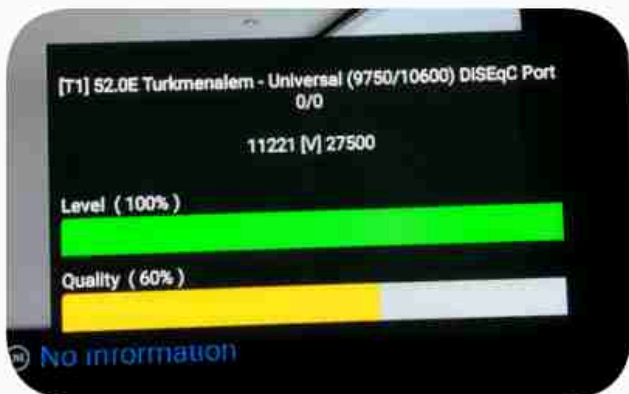 [T1] 52.0E Turkmenalem - Universal (9750/10600) DISEqC Port
0/0
11221 [V] 27500
Level ( 100% )
Quality ( 60% )
No information